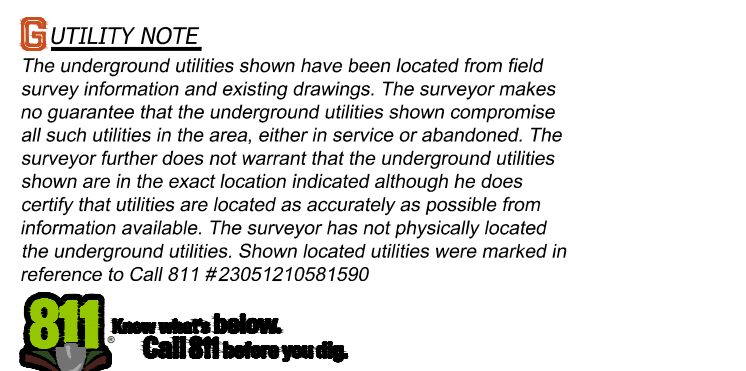 G UTILITY NOTE
The underground utilities shown have been located from field
survey information and existing drawings. The surveyor makes
no guarantee that the underground utilities shown compromise
all such utilities in the area, either in service or abandoned. The
surveyor further does not warrant that the underground utilities
shown are in the exact location indicated although he does
certify that utilities are located as accurately as possible from
information available. The surveyor has not physically located
the underground utilities. Shown located utilities were marked in
reference to Call 811 #23051210581590
811® Know what's below.
Call 811 before you dig.